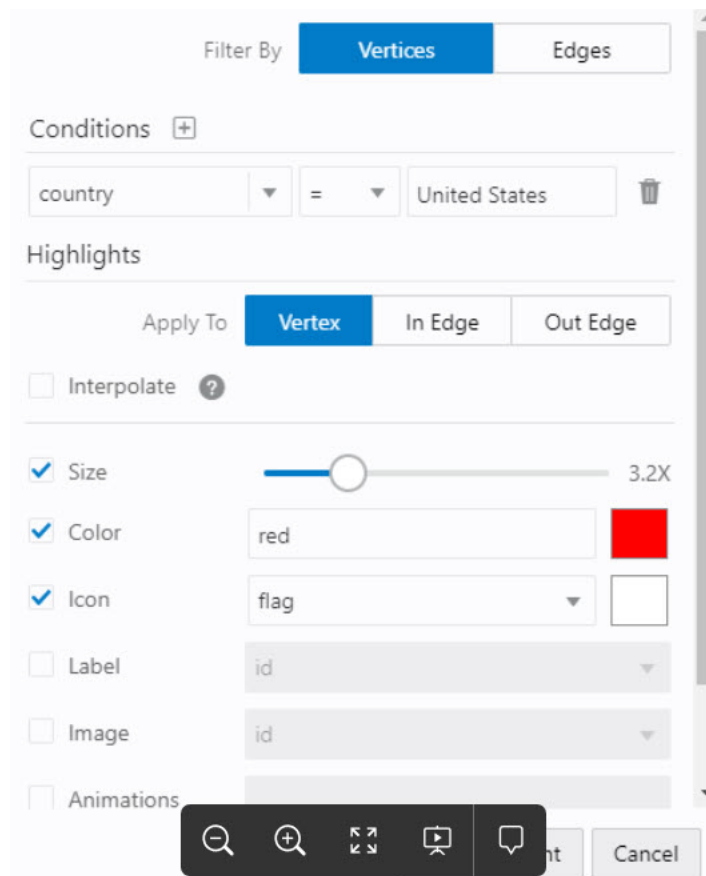 Filter By Vertices Edges
Conditions
country = United States
Highlights
Apply To Vertex In Edge Out Edge
Interpolate ?
Size 3.2X
Color red
Icon flag
Label id
Image id
Animations
Cancel